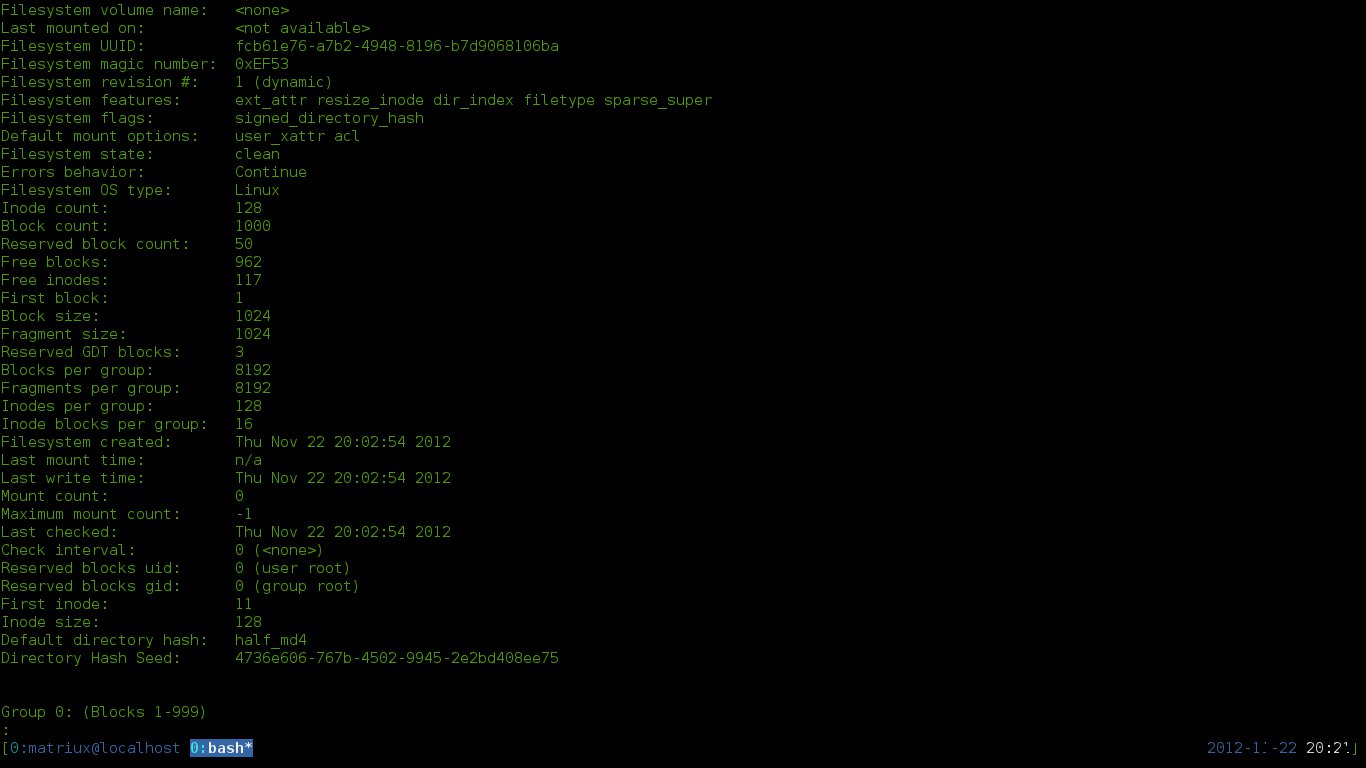 Filesystem volume name:   <none>
Last mounted on:          <not available>
Filesystem UUID:          fcb61e76-a7b2-4948-8196-b7d9068106ba
Filesystem magic number:  0xEF53
Filesystem revision #:    1 (dynamic)
Filesystem features:      ext_attr resize_inode dir_index filetype sparse_super
Filesystem flags:         signed_directory_hash
Default mount options:    user_xattr acl
Filesystem state:         clean
Errors behavior:          Continue
Filesystem OS type:       Linux
Inode count:              128
Block count:              1000
Reserved block count:     50
Free blocks:              962
Free inodes:              117
First block:              1
Block size:               1024
Fragment size:            1024
Reserved GDT blocks:      3
Blocks per group:         8192
Fragments per group:      8192
Inodes per group:         128
Inode blocks per group:   16
Filesystem created:       Thu Nov 22 20:02:54 2012
Last mount time:          n/a
Last write time:          Thu Nov 22 20:02:54 2012
Mount count:              0
Maximum mount count:      -1
Last checked:             Thu Nov 22 20:02:54 2012
Check interval:           0 (<none>)
Reserved blocks uid:      0 (user root)
Reserved blocks gid:      0 (group root)
First inode:              11
Inode size:               128
Default directory hash:   half_md4
Directory Hash Seed:      4736e606-767b-4502-9945-2e2bd408ee75
Group 0: (Blocks 1-999)
:
[0:matriux@localhost 0:bash* 2012-11-22 ]